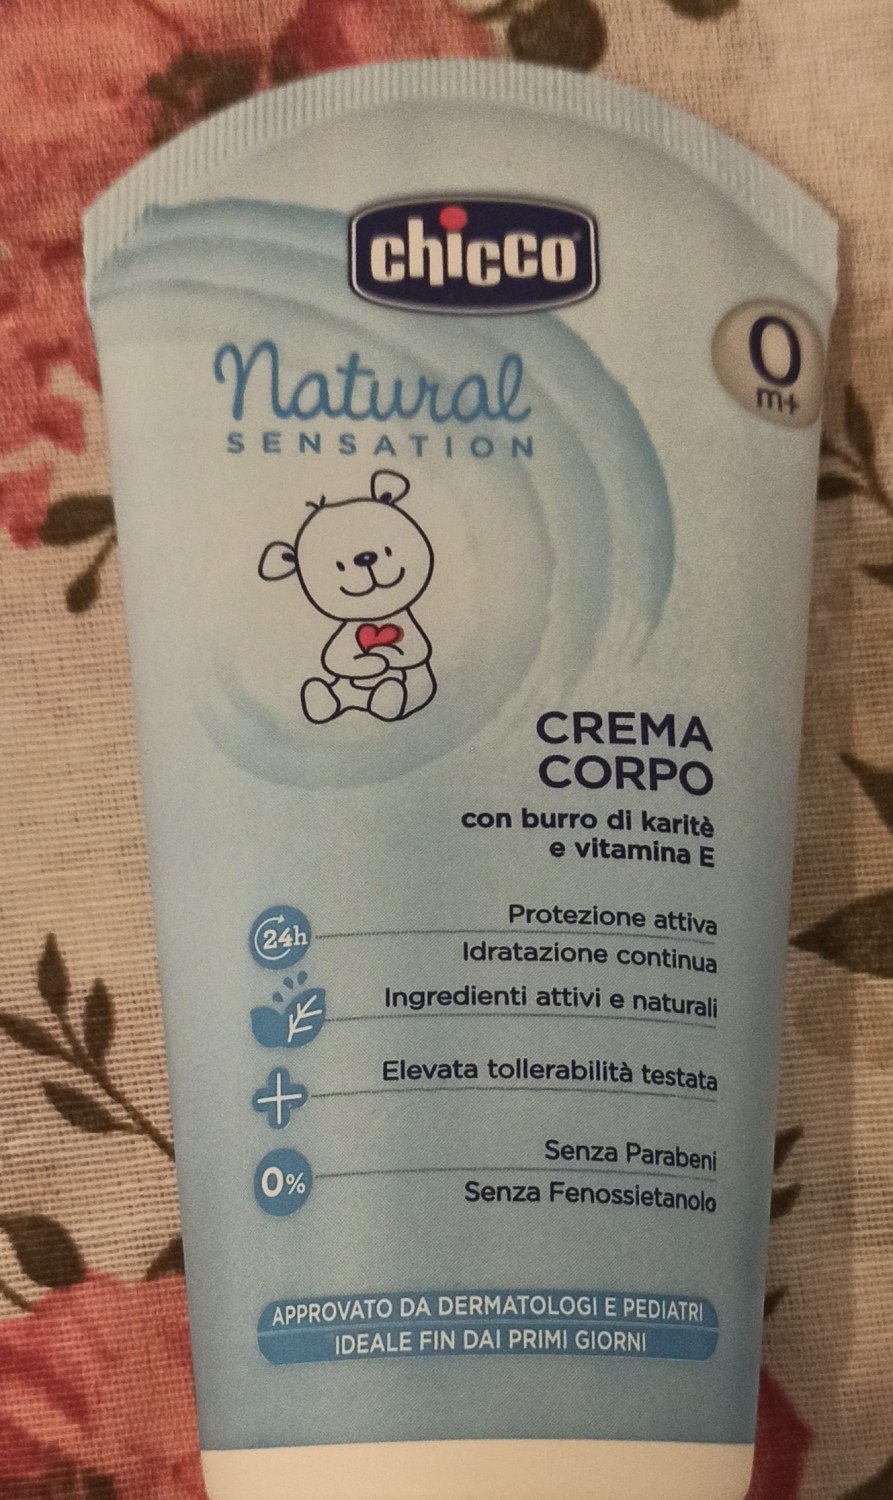 chicco
0
m+
Natural
SENSATION
CREMA
CORPO
con burro di karitè
e vitamina E
24h
Protezione attiva
Idratazione continua
Ingredienti attivi e naturali
Elevata tollerabilità testata
0%
Senza Parabeni
Senza Fenossietanolo
APPROVATO DA DERMATOLOGI E PEDIATRI
IDEALE FIN DAI PRIMI GIORNI